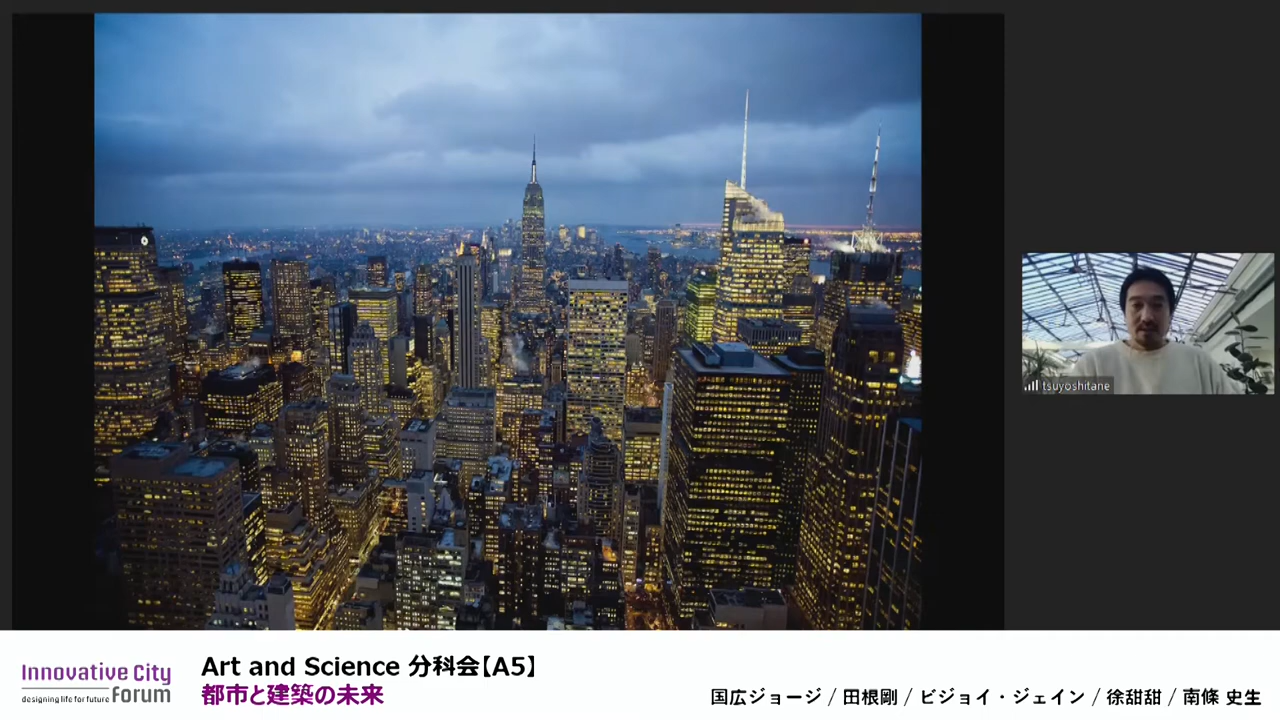 tsuyoshitane
Innovative City
designing life for future Forum
Art and Science 分科会【A5】
都市と建築の未来
国広ジョージ / 田根剛 / ビジョイ・ジェイン / 徐甜甜 / 南條 史生